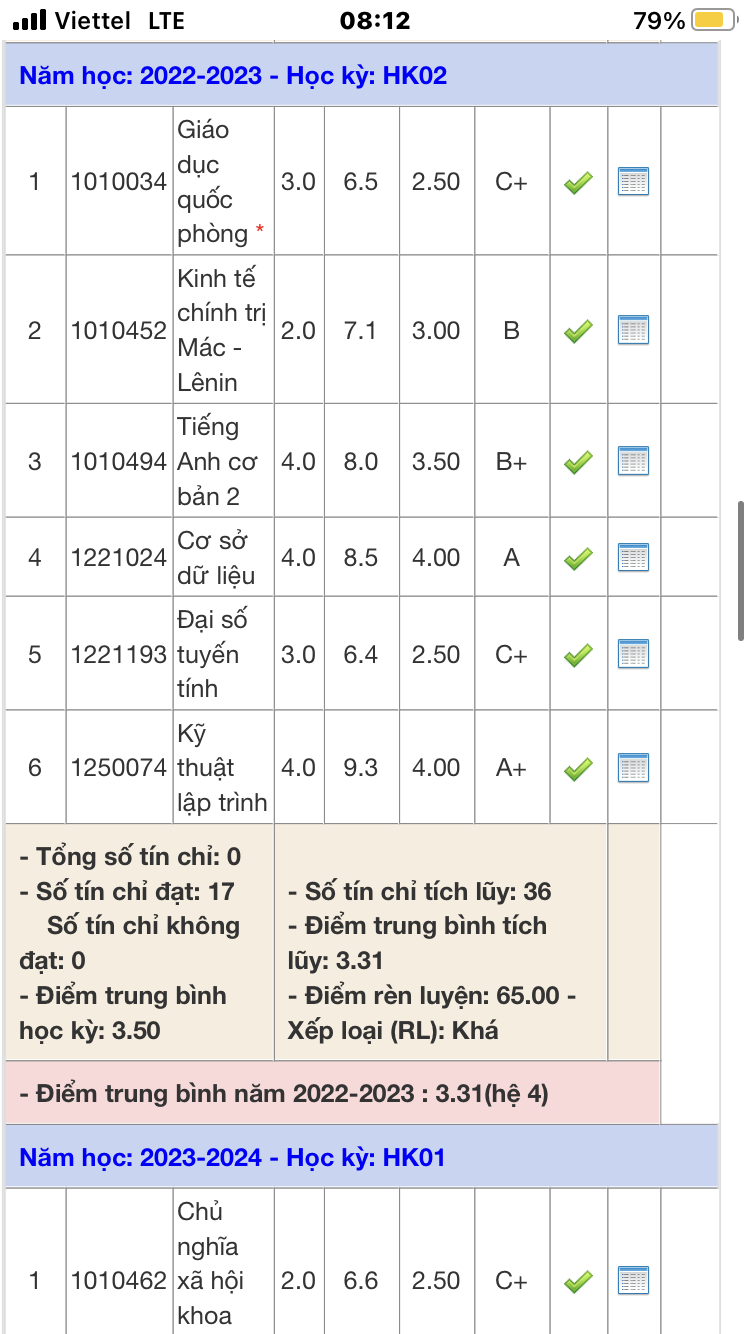 Viettel LTE 08:12 79%
Năm học: 2022-2023 - Học kỳ: HK02
1 1010034 Giáo dục quốc phòng * 3.0 6.5 2.50 C+
2 1010452 Kinh tế chính trị Mác - Lênin 2.0 7.1 3.00 B
3 1010494 Tiếng Anh cơ bản 2 4.0 8.0 3.50 B+
4 1221024 Cơ sở dữ liệu 4.0 8.5 4.00 A
5 1221193 Đại số tuyến tính 3.0 6.4 2.50 C+
6 1250074 Kỹ thuật lập trình 4.0 9.3 4.00 A+
- Tổng số tín chỉ: 0
- Số tín chỉ đạt: 17
Số tín chỉ không
đạt: 0
- Điểm trung bình
học kỳ: 3.50
- Số tín chỉ tích lũy: 36
- Điểm trung bình tích
lũy: 3.31
- Điểm rèn luyện: 65.00 -
Xếp loại (RL): Khá
- Điểm trung bình năm 2022-2023 : 3.31(hệ 4)
Năm học: 2023-2024 - Học kỳ: HK01
1 1010462 Chủ nghĩa xã hội khoa 2.0 6.6 2.50 C+